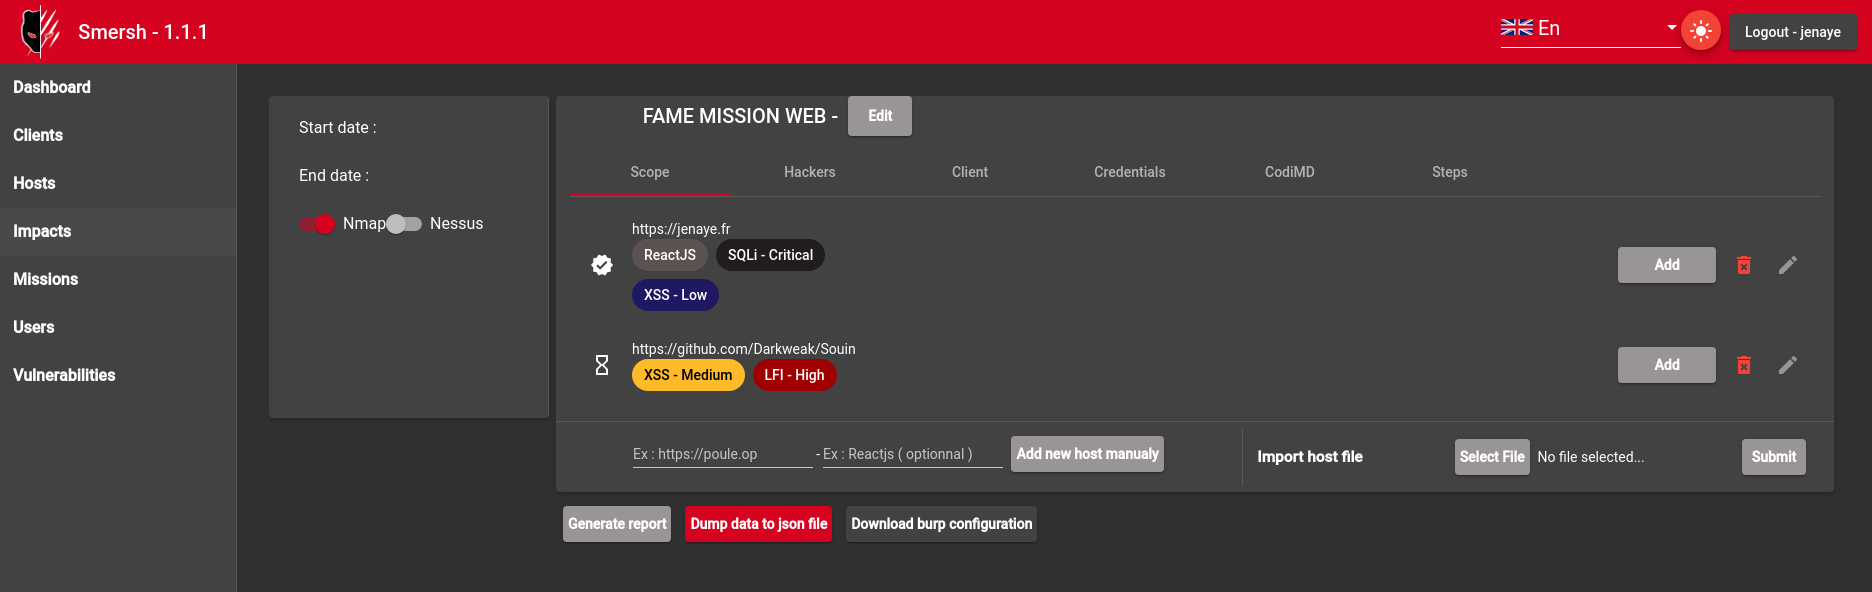 Smersh - 1.1.1
En
Logout - jenaye
Dashboard
Clients
Hosts
Impacts
Missions
Users
Vulnerabilities
Start date :
End date :
Nmap Nessus
FAME MISSION WEB - Edit
Scope Hackers Client Credentials CodiMD Steps
https://jenaye.fr
ReactJS SQLi - Critical
XSS - Low
Add
https://github.com/Darkweak/Souin
XSS - Medium LFI - High
Add
Ex : https://poule.op - Ex : Reactjs ( optionnal ) Add new host manualy
Import host file Select File No file selected... Submit
Generate report Dump data to json file Download burp configuration